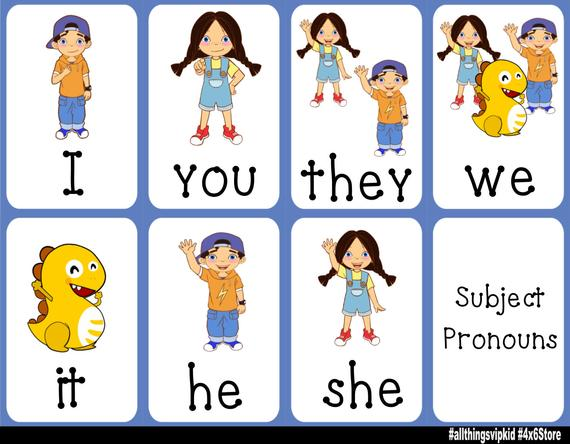 I
you
they
we
it
he
she
Subject
Pronouns
#allthingsvipkid #4x6Store